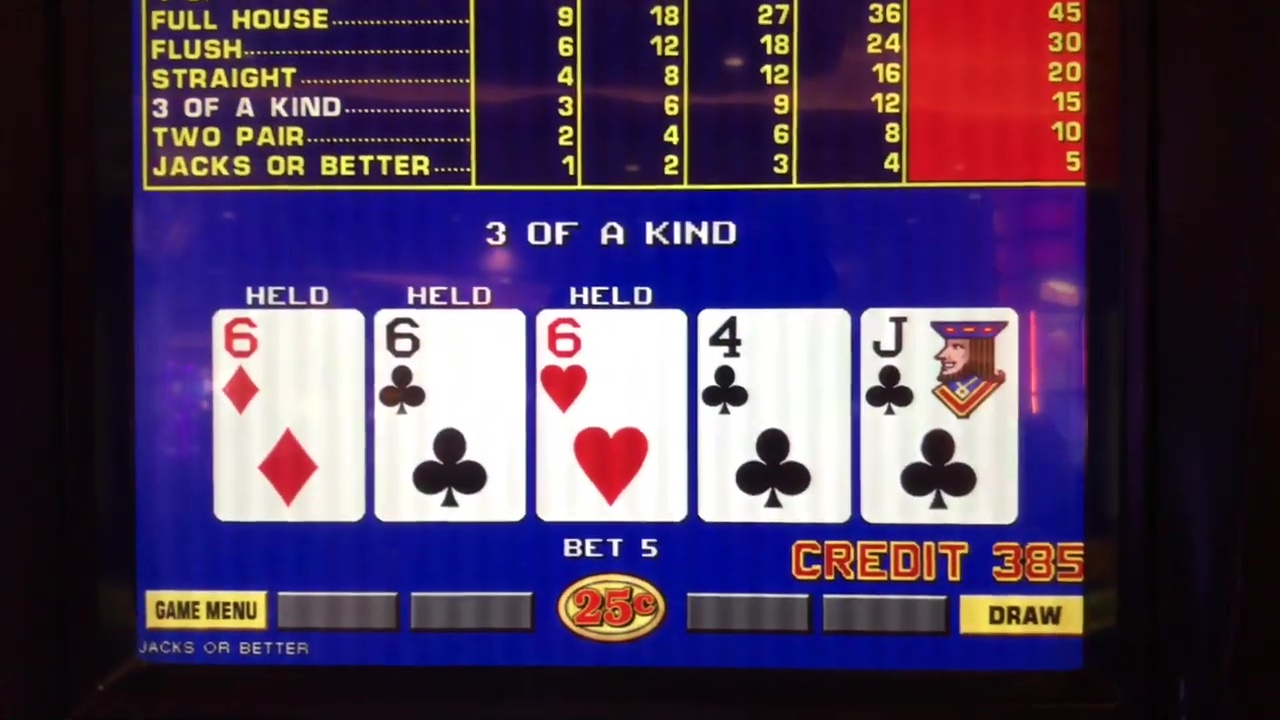 FULL HOUSE 9 18 27 36 45
FLUSH 6 12 18 24 30
STRAIGHT 4 8 12 16 20
3 OF A KIND 3 6 9 12 15
TWO PAIR 2 4 6 8 10
JACKS OR BETTER 1 2 3 4 5
3 OF A KIND
HELD HELD HELD
6 6 6 4 J
BET 5 CREDIT 385
GAME MENU 25¢ DRAW
JACKS OR BETTER